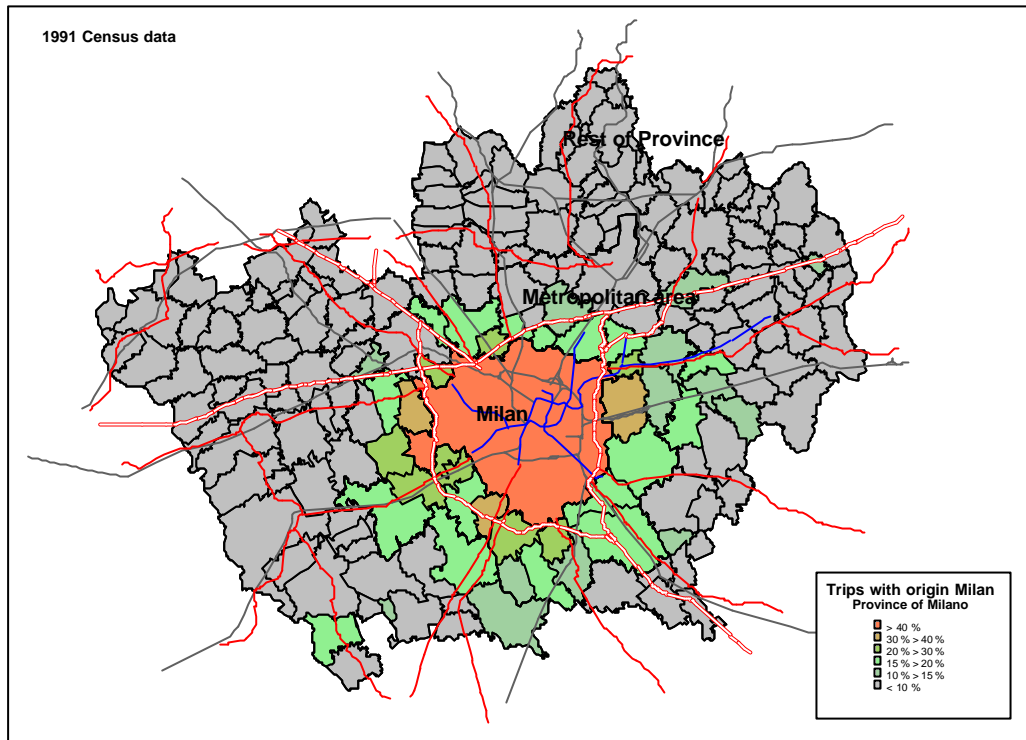 1991 Census data
Rest of Province
Metropolitan area
Milan
Trips with origin Milan
Province of Milano
> 40 %
30 % > 40 %
20 % > 30 %
15 % > 20 %
10 % > 15 %
< 10 %